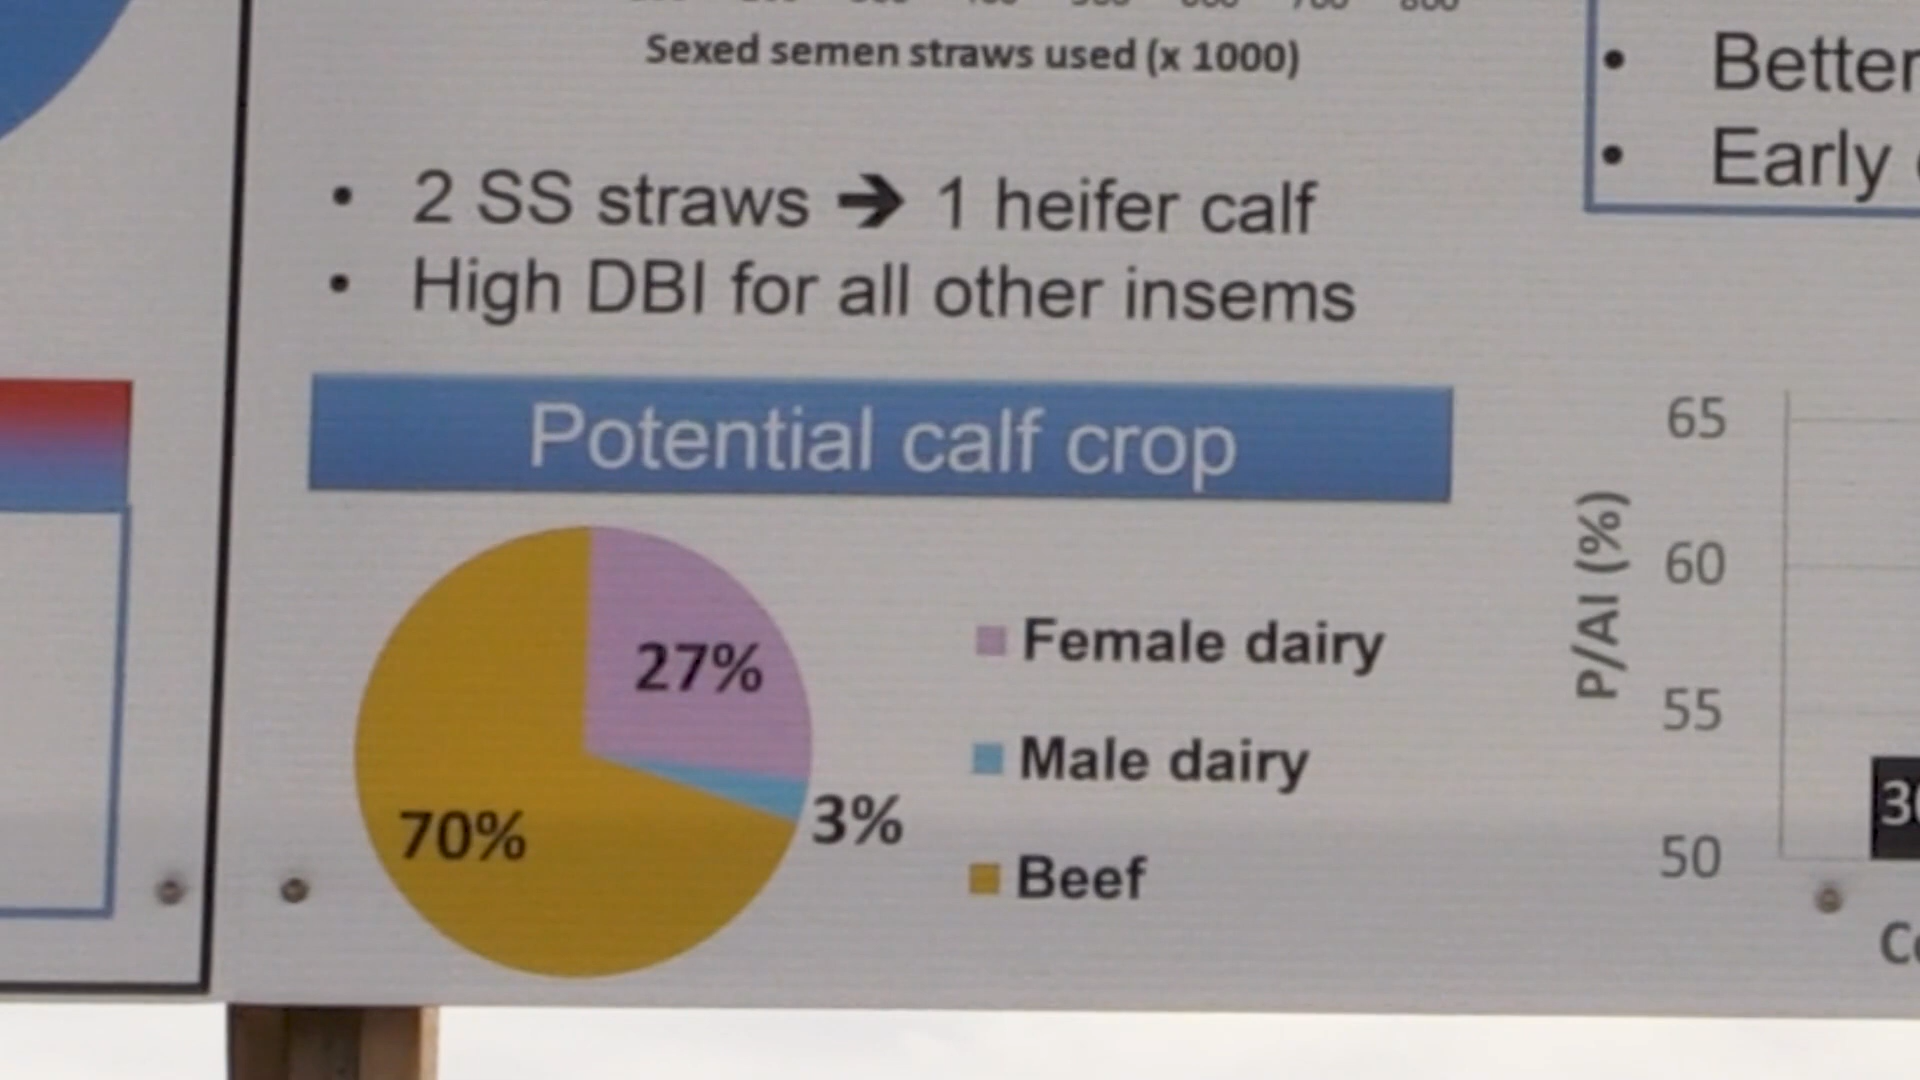 Sexed semen straws used (x 1000)
• 2 SS straws ➔ 1 heifer calf
• High DBI for all other insems
Potential calf crop
27%
3%
70%
Female dairy
Male dairy
Beef
• Better
• Early
P/AI (%)
65
60
55
50